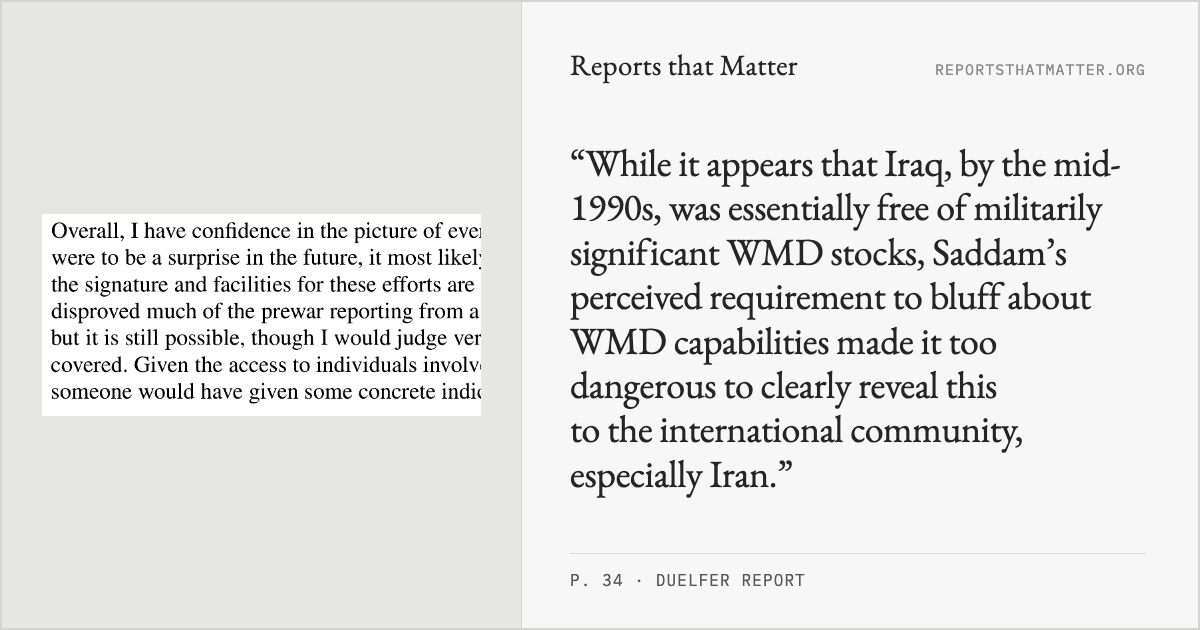 Overall, I have confidence in the picture of
were to be a surprise in the future, it most likely
the signature and facilities for these efforts are
disproved much of the prewar reporting from a
but it is still possible, though I would judge
covered. Given the access to individuals
someone would have given some concrete
Reports that Matter
REPORTSTHATMATTER.ORG
“While it appears that Iraq, by the mid-
1990s, was essentially free of militarily
significant WMD stocks, Saddam’s
perceived requirement to bluff about
WMD capabilities made it too
dangerous to clearly reveal this
to the international community,
especially Iran.”
P. 34 · DUELFER REPORT